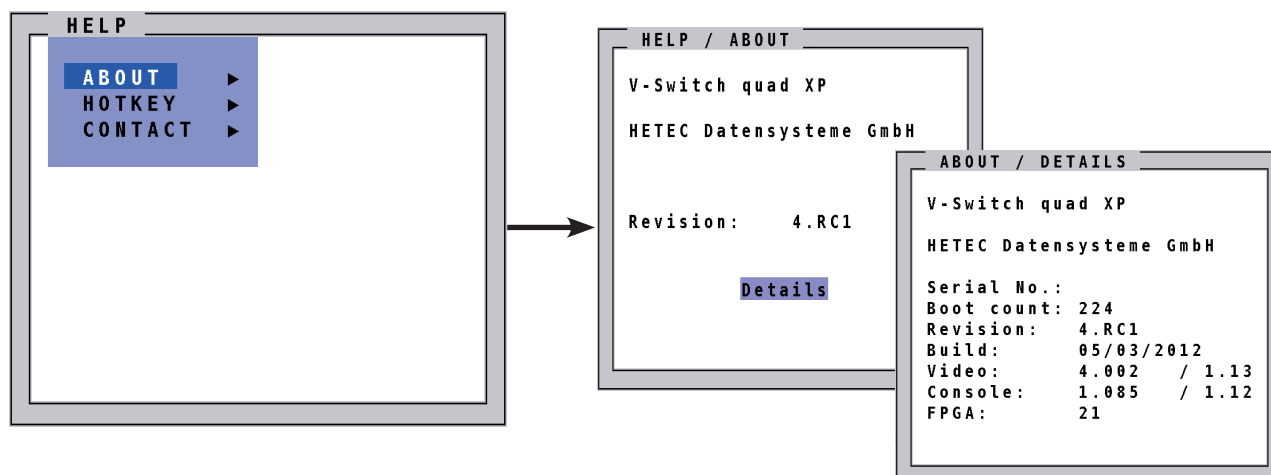 HELP
ABOUT ▶
HOTKEY ▶
CONTACT ▶
HELP / ABOUT
V-Switch quad XP
HETEC Datensysteme GmbH
Revision: 4.RC1
Details
ABOUT / DETAILS
V-Switch quad XP
HETEC Datensysteme GmbH
Serial No.:
Boot count: 224
Revision: 4.RC1
Build: 05/03/2012
Video: 4.002 / 1.13
Console: 1.085 / 1.12
FPGA: 21